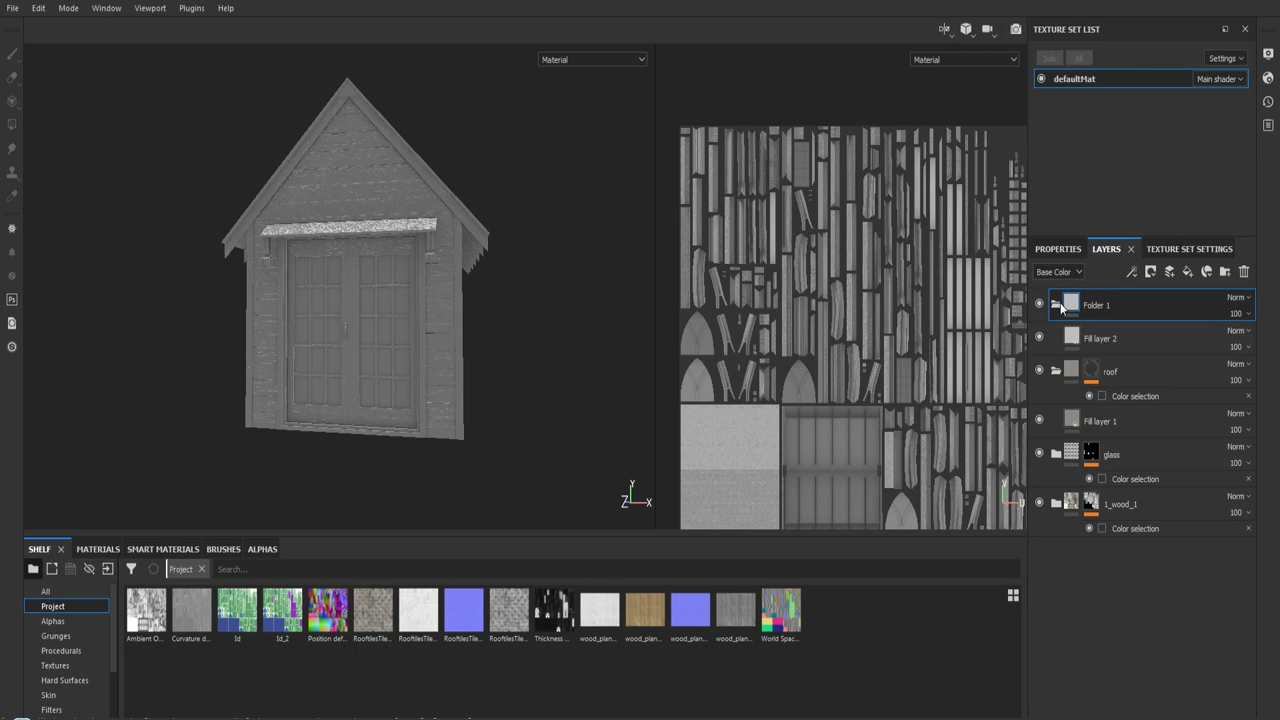 File Edit Mode Window Viewport Plugins Help
TEXTURE SET LIST
Material
Material
Solo All Settings
defaultMat Main shader
PROPERTIES LAYERS TEXTURE SET SETTINGS
Base Color
Folder 1 Norm
100
Fill layer 2 Norm
100
roof Norm
100
Color selection
Fill layer 1 Norm
100
glass Norm
100
Color selection
1_wood_1 Norm
100
Color selection
Y
Z X
Y
U
SHELF MATERIALS SMART MATERIALS BRUSHES ALPHAS
Project Search...
All
Project
Alphas
Grunges
Procedurals
Textures
Hard Surfaces
Skin
Filters
Ambient O... Curvature d... Id Id_2 Position def... RooftilesTile... RooftilesTile... RooftilesTile... RooftilesTile... Thickness ... wood_plan... wood_plan... wood_plan... wood_plan... World Spac...
Ps